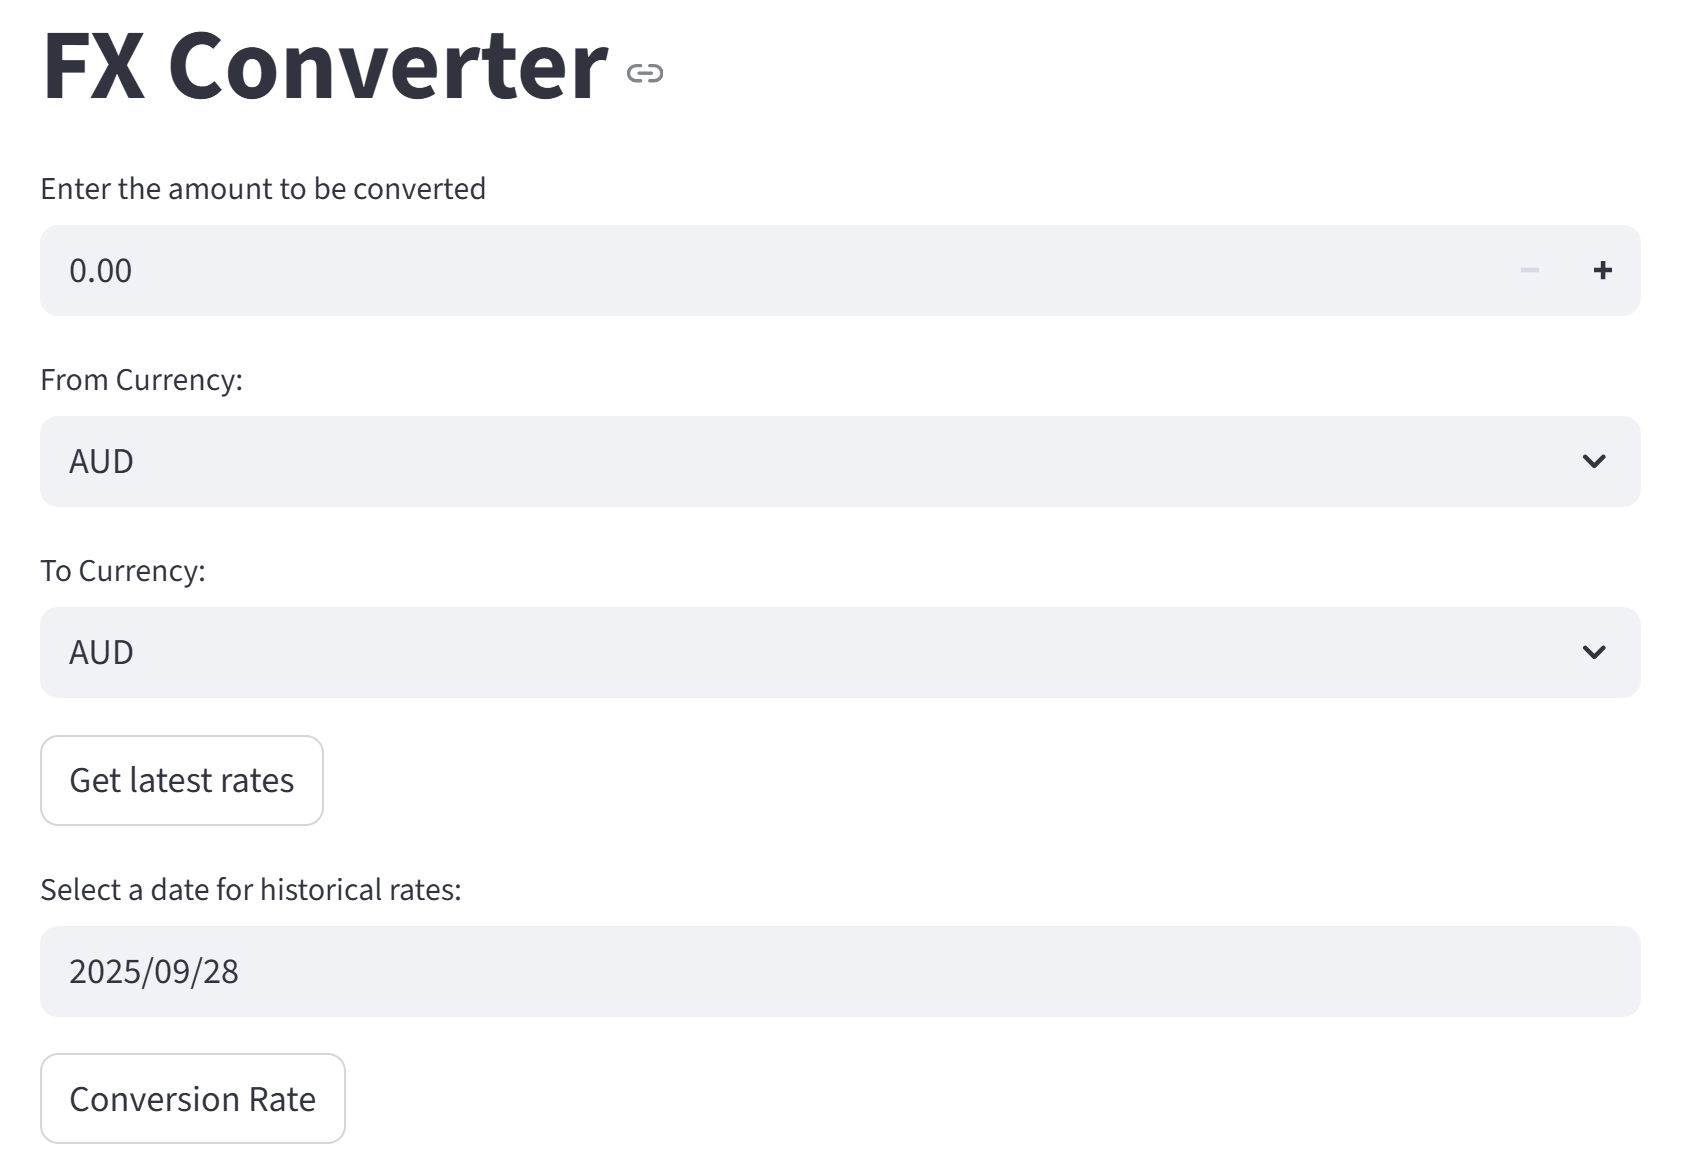 FX Converter
Enter the amount to be converted
0.00
From Currency:
AUD
To Currency:
AUD
Get latest rates
Select a date for historical rates:
2025/09/28
Conversion Rate